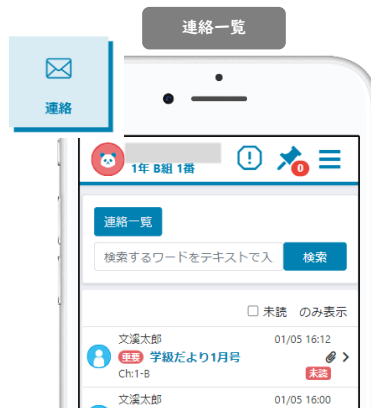 連絡一覧
連絡
1年 B組 1番
0
連絡一覧
検索するワードをテキストで入
検索
未読 のみ表示
文溪太郎
01/05 16:12
重要 学級だより1月号
Ch:1-B
未読
文溪太郎
01/05 16:00